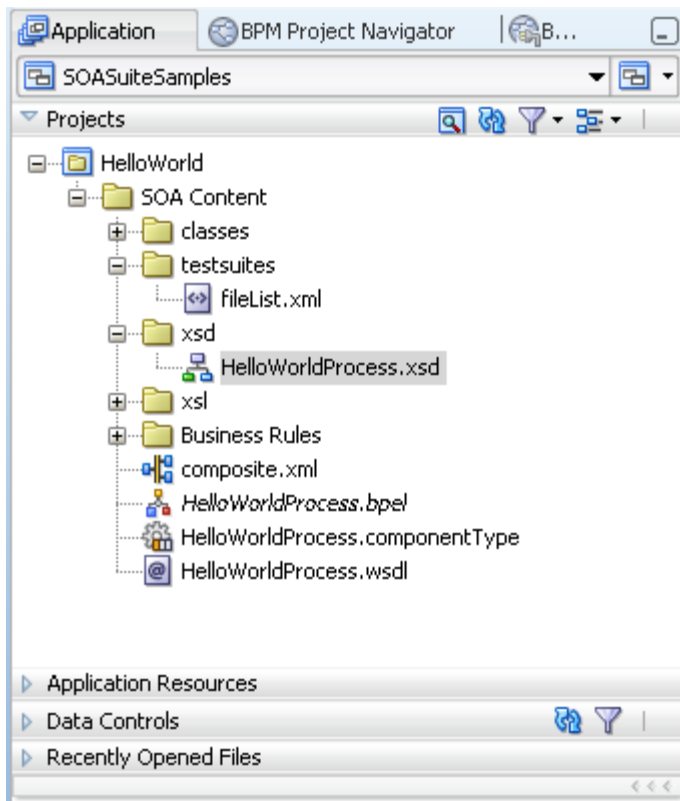 Application BPM Project Navigator B...
SOASuiteSamples
Projects
HelloWorld
SOA Content
classes
testsuites
fileList.xml
xsd
HelloWorldProcess.xsd
xsl
Business Rules
composite.xml
HelloWorldProcess.bpel
HelloWorldProcess.componentType
HelloWorldProcess.wsdl
Application Resources
Data Controls
Recently Opened Files